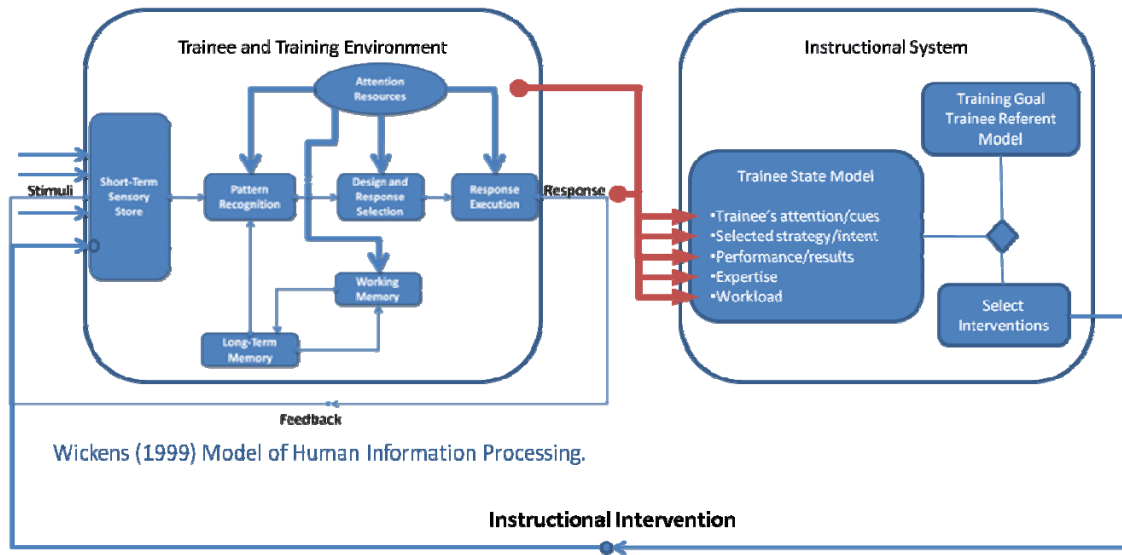 Trainee and Training Environment
Attention
Resources
Stimuli
Short-Term
Sensory
Store
Pattern
Recognition
Design and
Response
Selection
Response
Execution
Response
Working
Memory
Long-Term
Memory
Feedback
Wickens (1999) Model of Human Information Processing.
Instructional System
Training Goal
Trainee Referent
Model
Trainee State Model
•Trainee's attention/cues
•Selected strategy/intent
•Performance/results
•Expertise
•Workload
Select
Interventions
Instructional Intervention